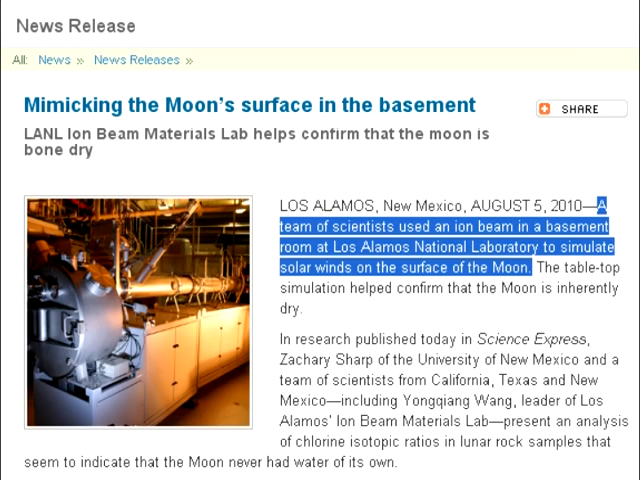 News Release
All: News » News Releases »
Mimicking the Moon's surface in the basement
SHARE
LANL Ion Beam Materials Lab helps confirm that the moon is
bone dry
LOS ALAMOS, New Mexico, AUGUST 5, 2010—A
team of scientists used an ion beam in a basement
room at Los Alamos National Laboratory to simulate
solar winds on the surface of the Moon. The table-top
simulation helped confirm that the Moon is inherently
dry.
In research published today in Science Express,
Zachary Sharp of the University of New Mexico and a
team of scientists from California, Texas and New
Mexico—including Yongqiang Wang, leader of Los
Alamos' Ion Beam Materials Lab—present an analysis
of chlorine isotopic ratios in lunar rock samples that
seem to indicate that the Moon never had water of its own.